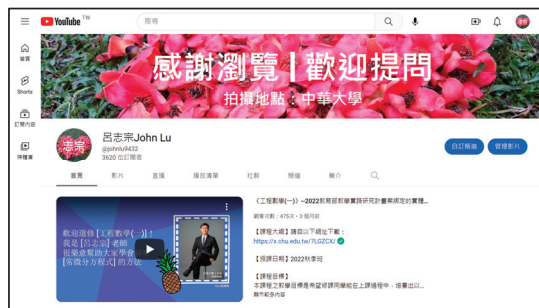 YouTube TW
搜尋
感謝瀏覽 | 歡迎提問
拍攝地點：中華大學
首頁
Shorts
訂閱內容
媒體庫
志宗
呂志宗John Lu
@johnlu9432
3620 位訂閱者
自訂頻道
管理影片
首頁 影片 直播 播放清單 社群 頻道 簡介
歡迎選修 [工程數學(一)] !
我是 [呂志宗] 老師
很樂意幫助大家學會
[常微分方程式] 的方法
《工程數學(一)》~2022教育部教學實踐研究計畫案綁定的實體...
觀看次數：475次・3 個月前
【課程大綱】請自以下網址下載：
https://x.chu.edu.tw/7LGZCX/
【授課日期】2022秋季班
【課程目標】
本課程之教學目標是希望修課同學能在上課過程中，培養出以...
顯示較多內容